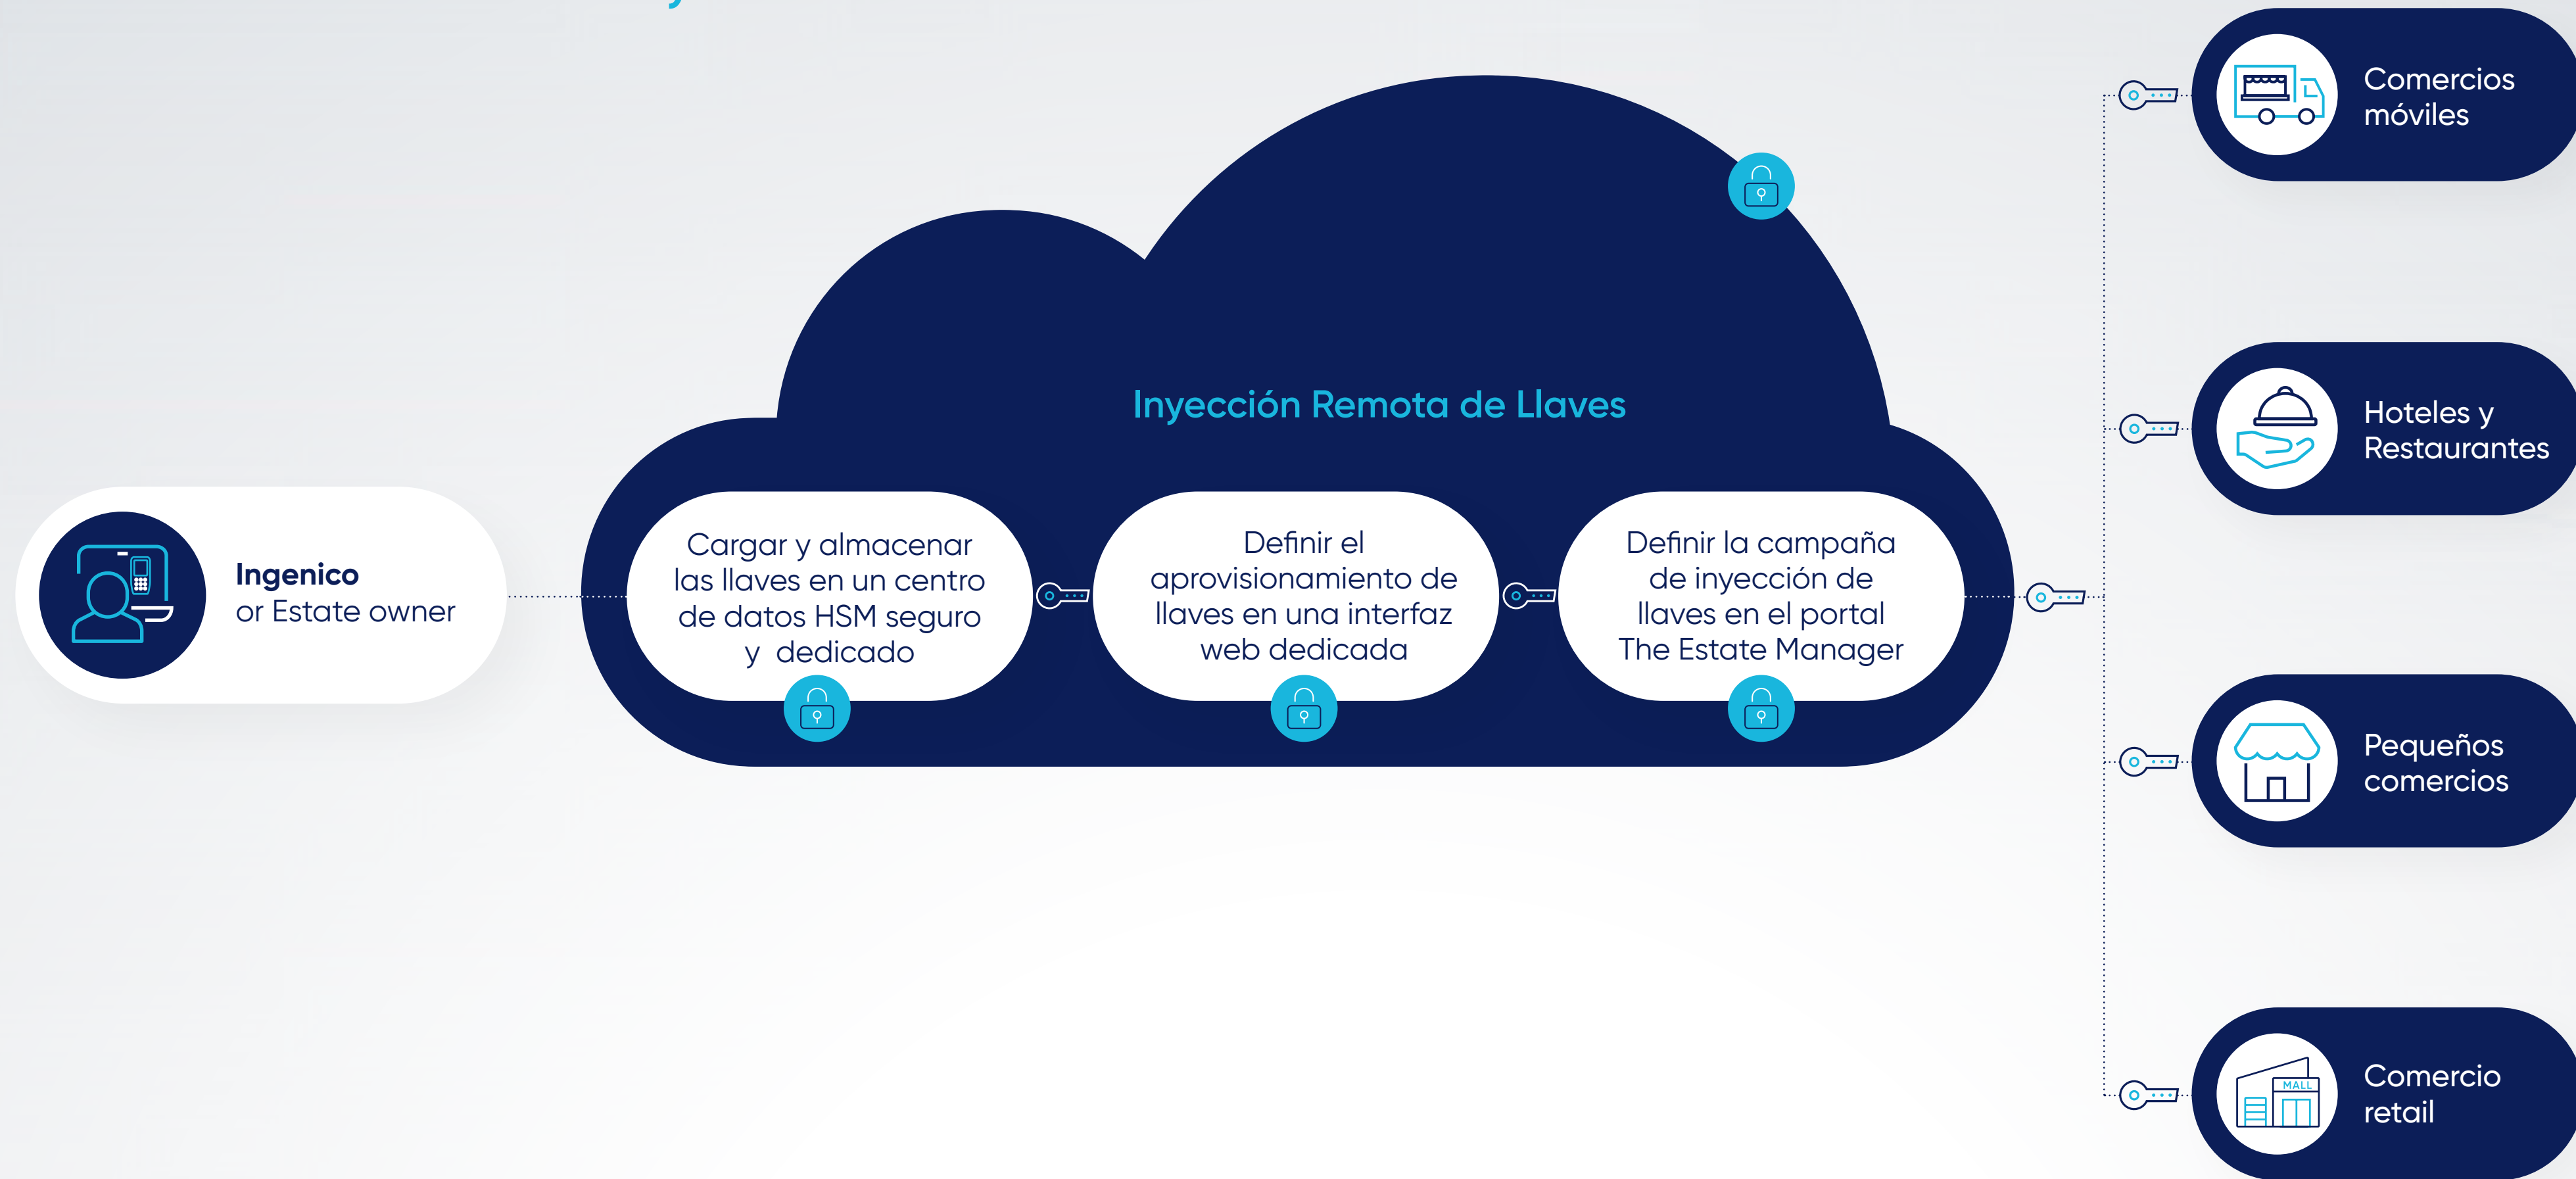 Inyección Remota de Llaves
Ingenico
or Estate owner
Cargar y almacenar
las llaves en un centro
de datos HSM seguro
y dedicado
Definir el
aprovisionamiento de
llaves en una interfaz
web dedicada
Definir la campaña
de inyección de
llaves en el portal
The Estate Manager
Comercios
móviles
Hoteles y
Restaurantes
Pequeños
comercios
MALL
Comercio
retail